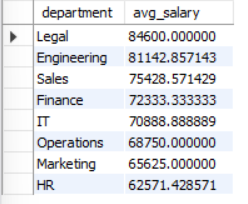 department avg_salary
Legal 84600.000000
Engineering 81142.857143
Sales 75428.571429
Finance 72333.333333
IT 70888.888889
Operations 68750.000000
Marketing 65625.000000
HR 62571.428571